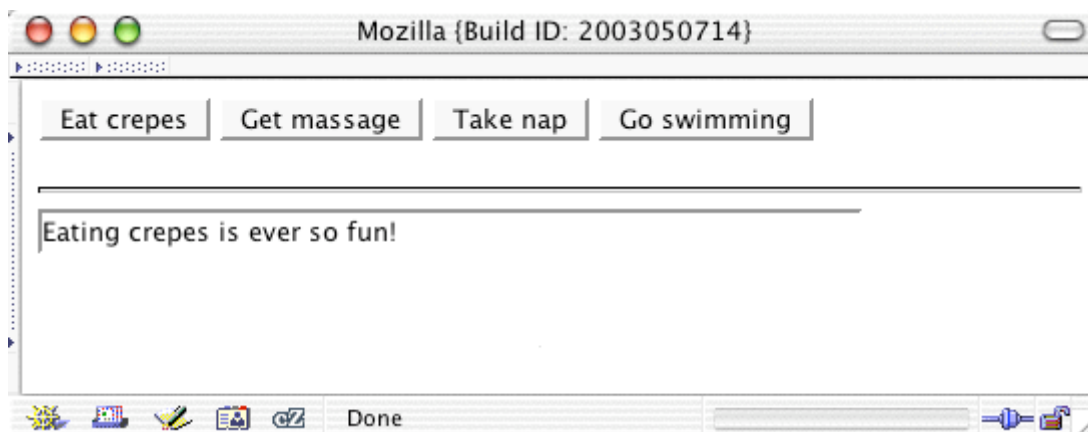 Mozilla {Build ID: 2003050714}
Eat crepes Get massage Take nap Go swimming
Eating crepes is ever so fun!
cZ Done